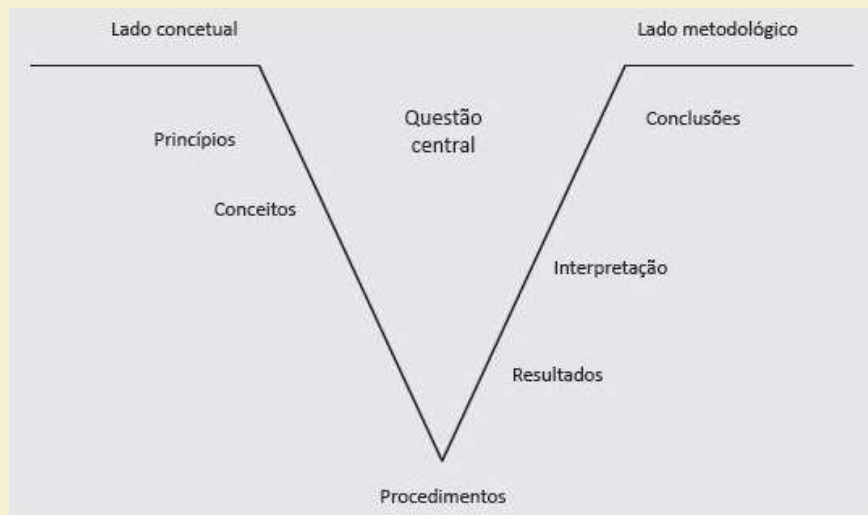 Lado concetual
Lado metodológico
Questão
central
Conclusões
Princípios
Conceitos
Interpretação
Resultados
Procedimentos